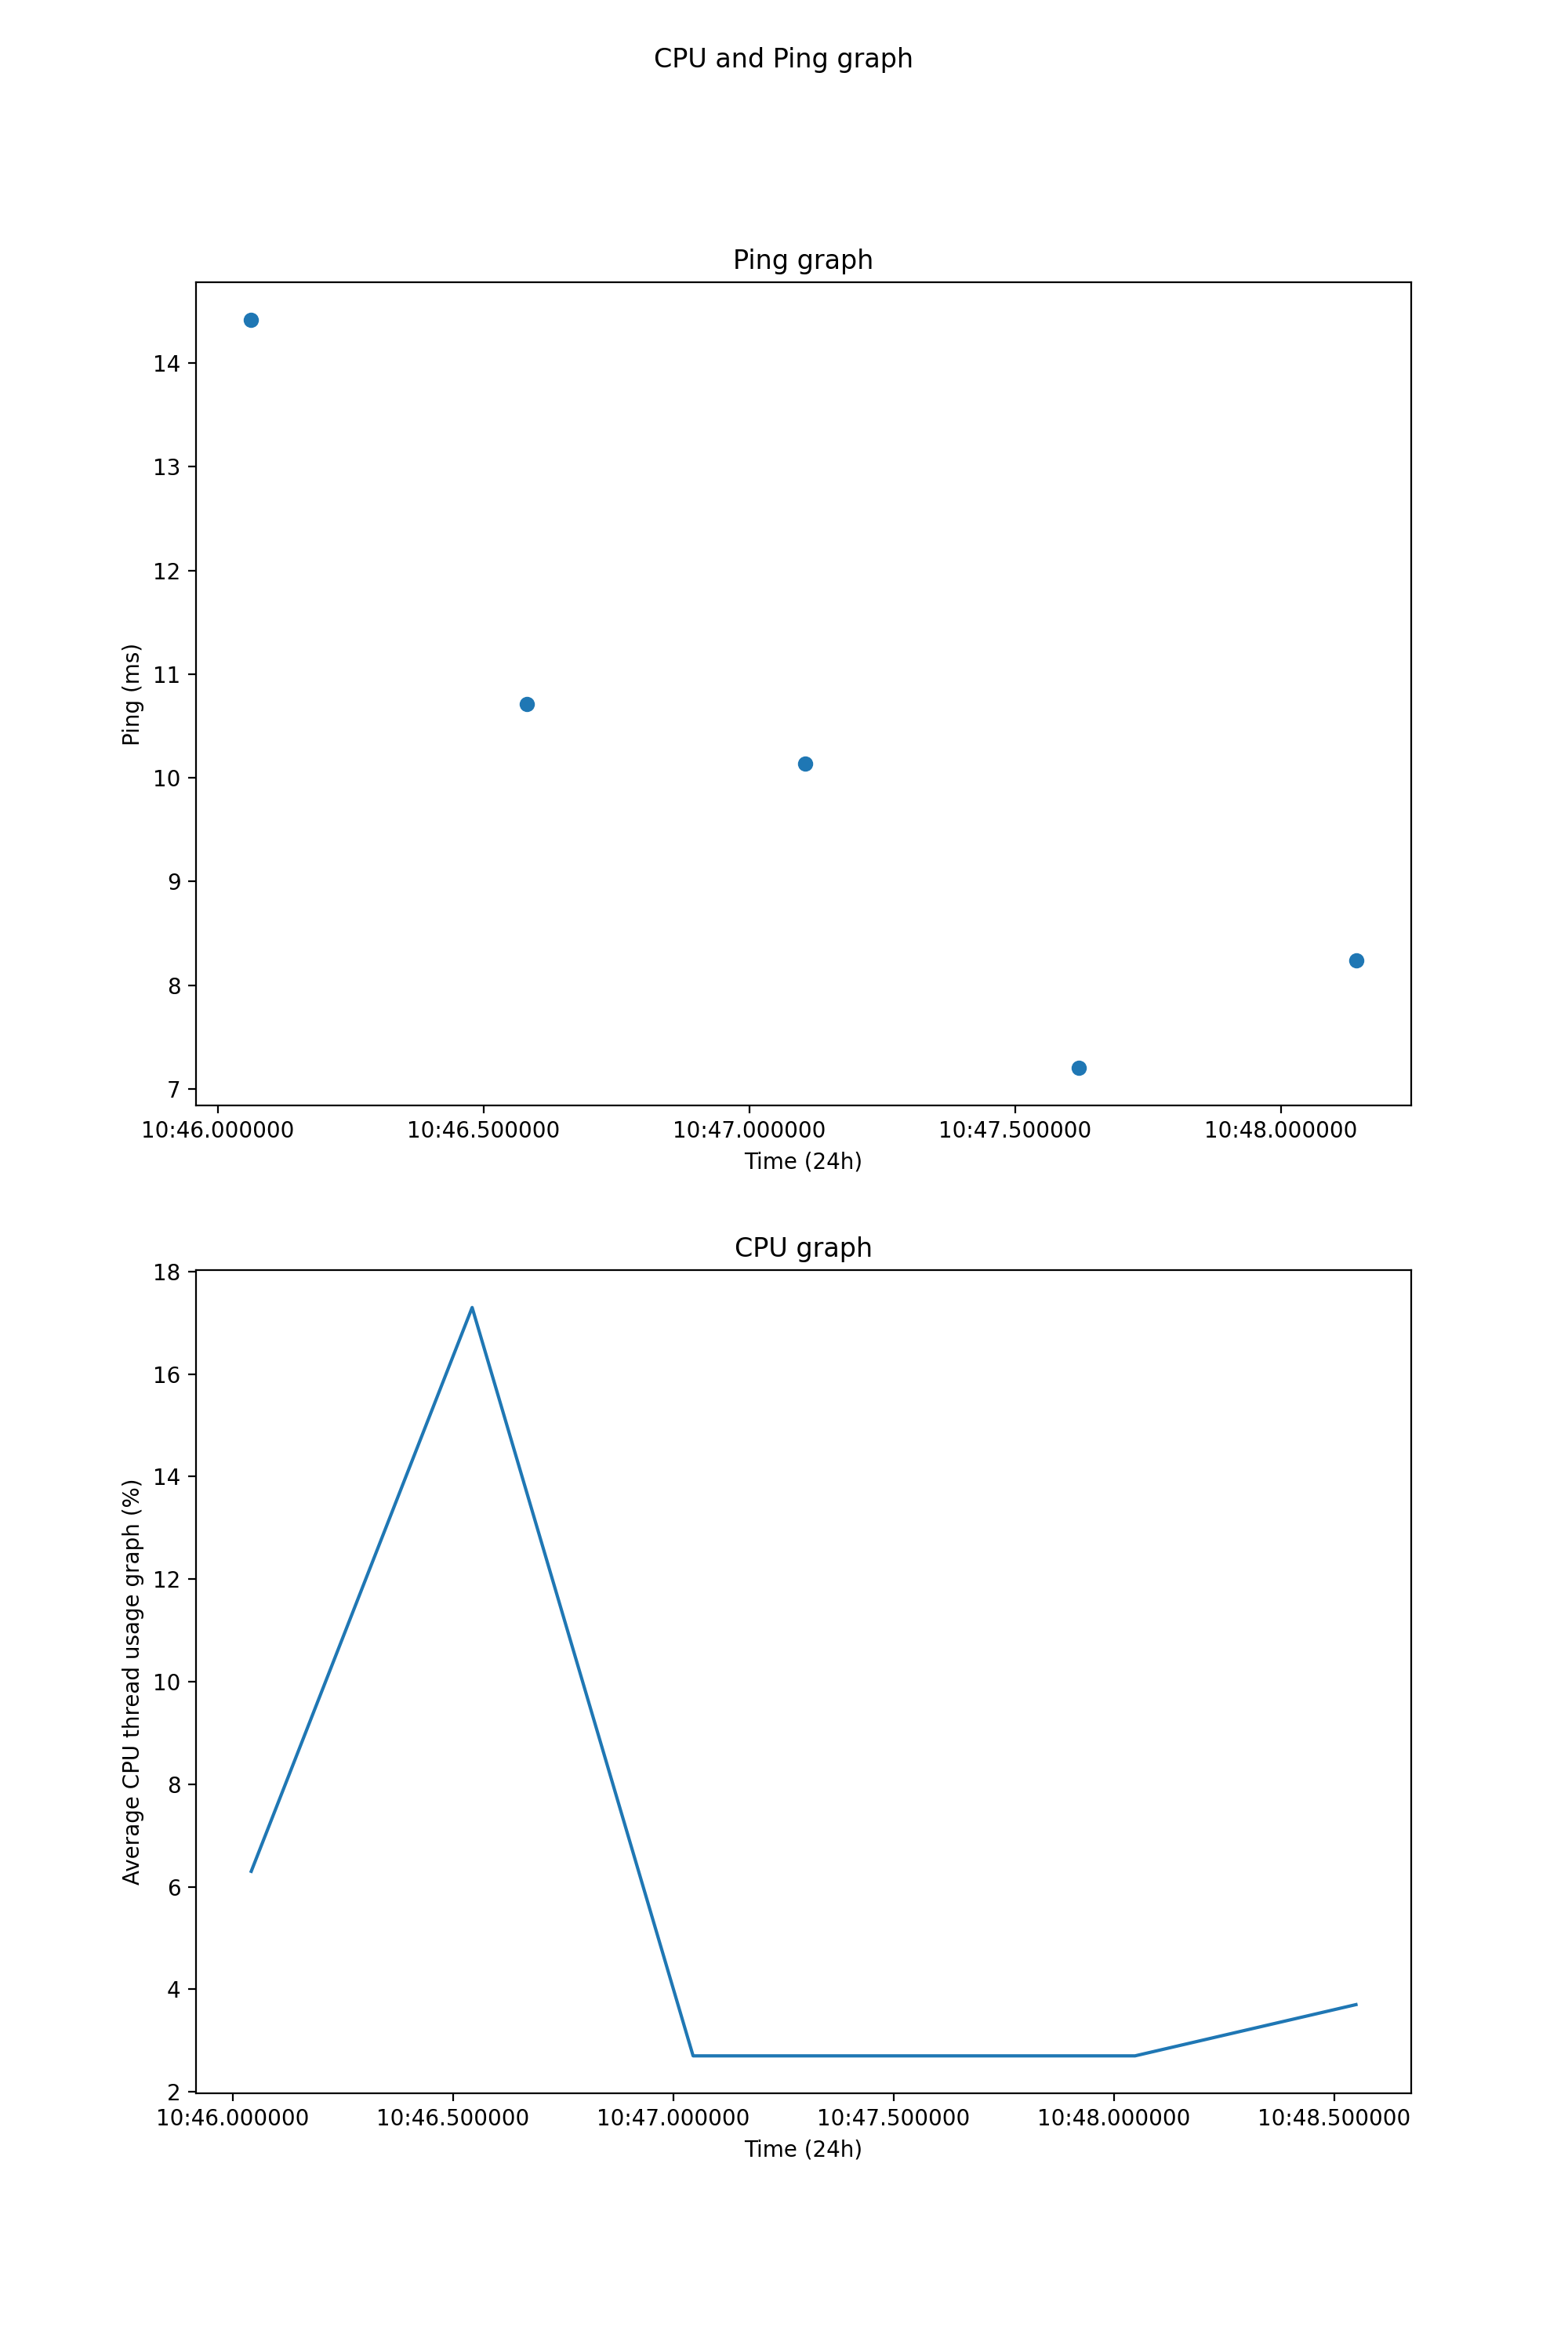 CPU and Ping graph
Ping graph
14
13
12
11
10
9
8
7
Ping (ms)
10:46.000000 10:46.500000 10:47.000000 10:47.500000 10:48.000000
Time (24h)
CPU graph
18
16
14
12
10
8
6
4
2
Average CPU thread usage graph (%)
10:46.000000 10:46.500000 10:47.000000 10:47.500000 10:48.000000 10:48.500000
Time (24h)